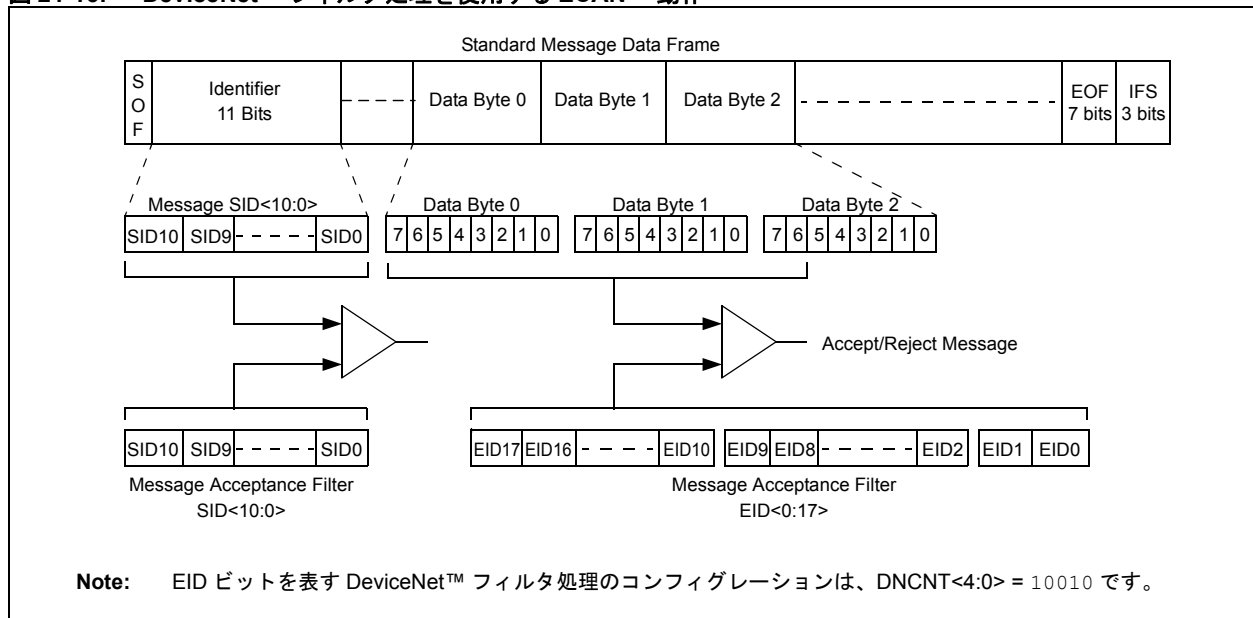 Standard Message Data Frame
S
O
F
Identifier
11 Bits
Data Byte 0
Data Byte 1
Data Byte 2
EOF
7 bits
IFS
3 bits
Message SID<10:0>
SID10 SID9 SID0
Data Byte 0
7 6 5 4 3 2 1 0
Data Byte 1
7 6 5 4 3 2 1 0
Data Byte 2
7 6 5 4 3 2 1 0
Accept/Reject Message
SID10 SID9 SID0
Message Acceptance Filter
SID<10:0>
EID17 EID16 EID10 EID9 EID8 EID2 EID1 EID0
Message Acceptance Filter
EID<0:17>
Note: EID ビットを表す DeviceNet™ フィルタ処理のコンフィグレーションは、DNCNT<4:0> = 10010 です。